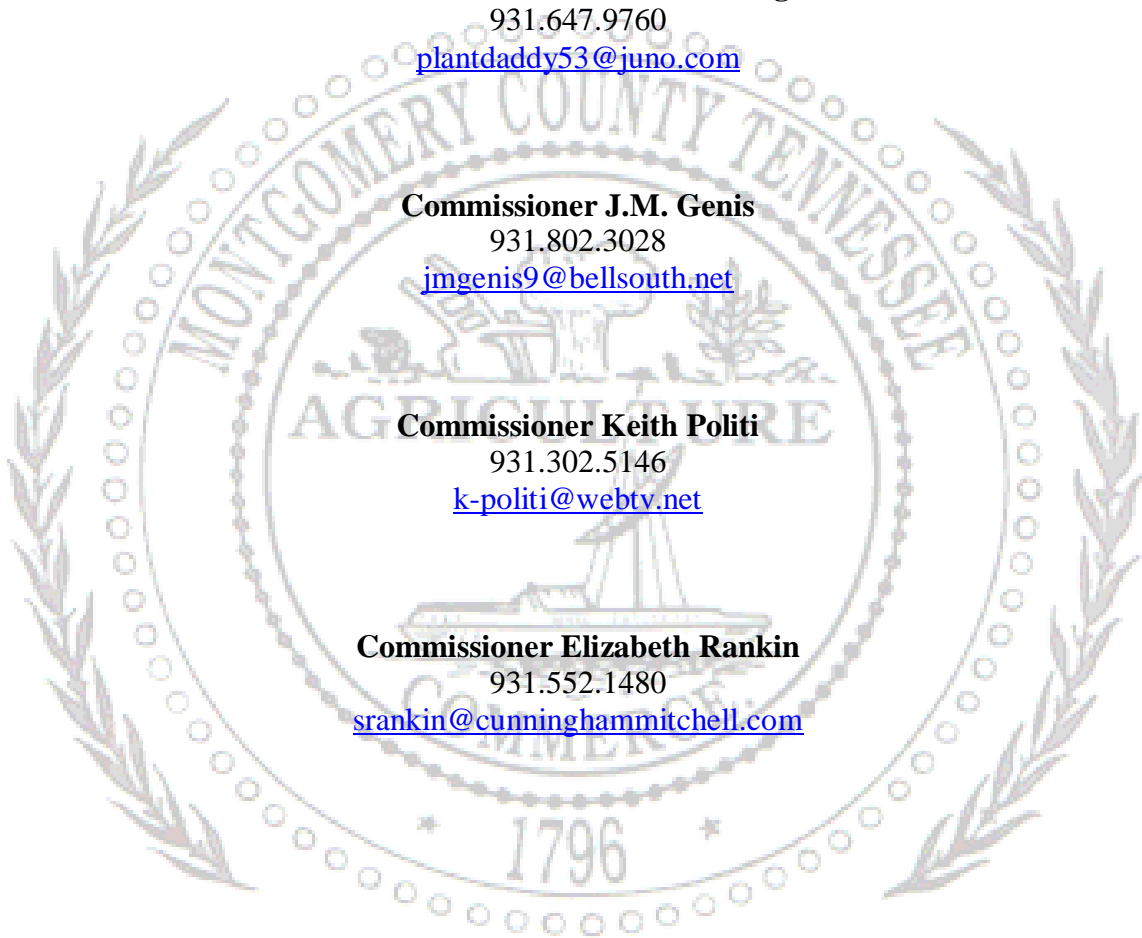 931.647.9760
plantdaddy53@juno.com
Commissioner J.M. Genis
931.802.3028
jmgenis9@bellsouth.net
Commissioner Keith Politi
931.302.5146
k-politi@webtv.net
Commissioner Elizabeth Rankin
931.552.1480
srankin@cunninghammitchell.com
MONTGOMERY COUNTY TENNESSEE
AGRICULTURE
COMMERCE
1796